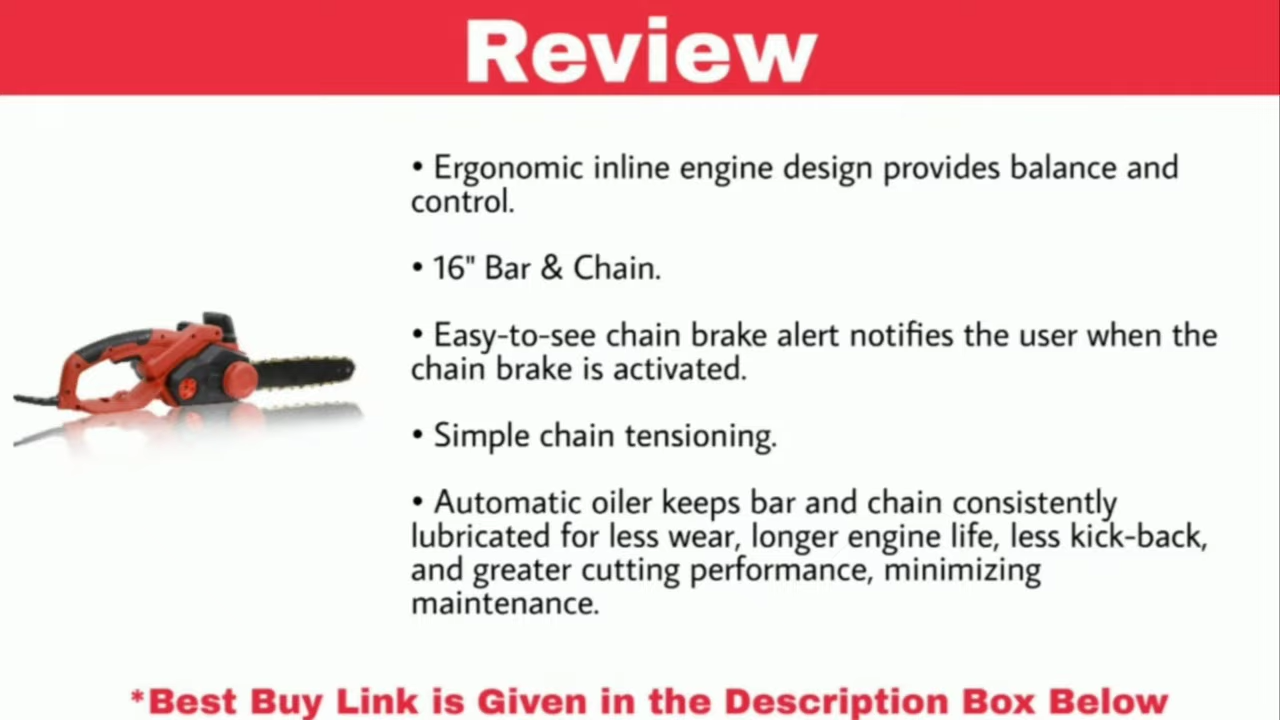 Review
• Ergonomic inline engine design provides balance and
control.
• 16" Bar & Chain.
• Easy-to-see chain brake alert notifies the user when the
chain brake is activated.
• Simple chain tensioning.
• Automatic oiler keeps bar and chain consistently
lubricated for less wear, longer engine life, less kick-back,
and greater cutting performance, minimizing
maintenance.
*Best Buy Link is Given in the Description Box Below